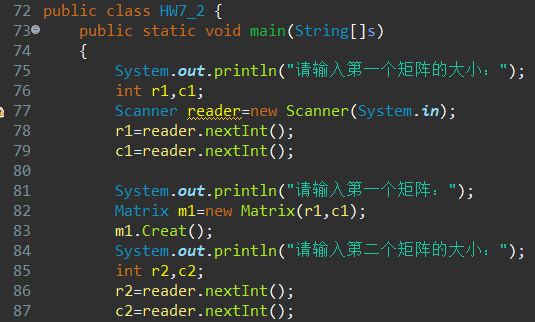 72 public class HW7_2 {
73 public static void main(String[]s)
74 {
75 System.out.println("请输入第一个矩阵的大小：");
76 int r1,c1;
77 Scanner reader=new Scanner(System.in);
78 r1=reader.nextInt();
79 c1=reader.nextInt();
80
81 System.out.println("请输入第一个矩阵：");
82 Matrix m1=new Matrix(r1,c1);
83 m1.Creat();
84 System.out.println("请输入第二个矩阵的大小：");
85 int r2,c2;
86 r2=reader.nextInt();
87 c2=reader.nextInt();